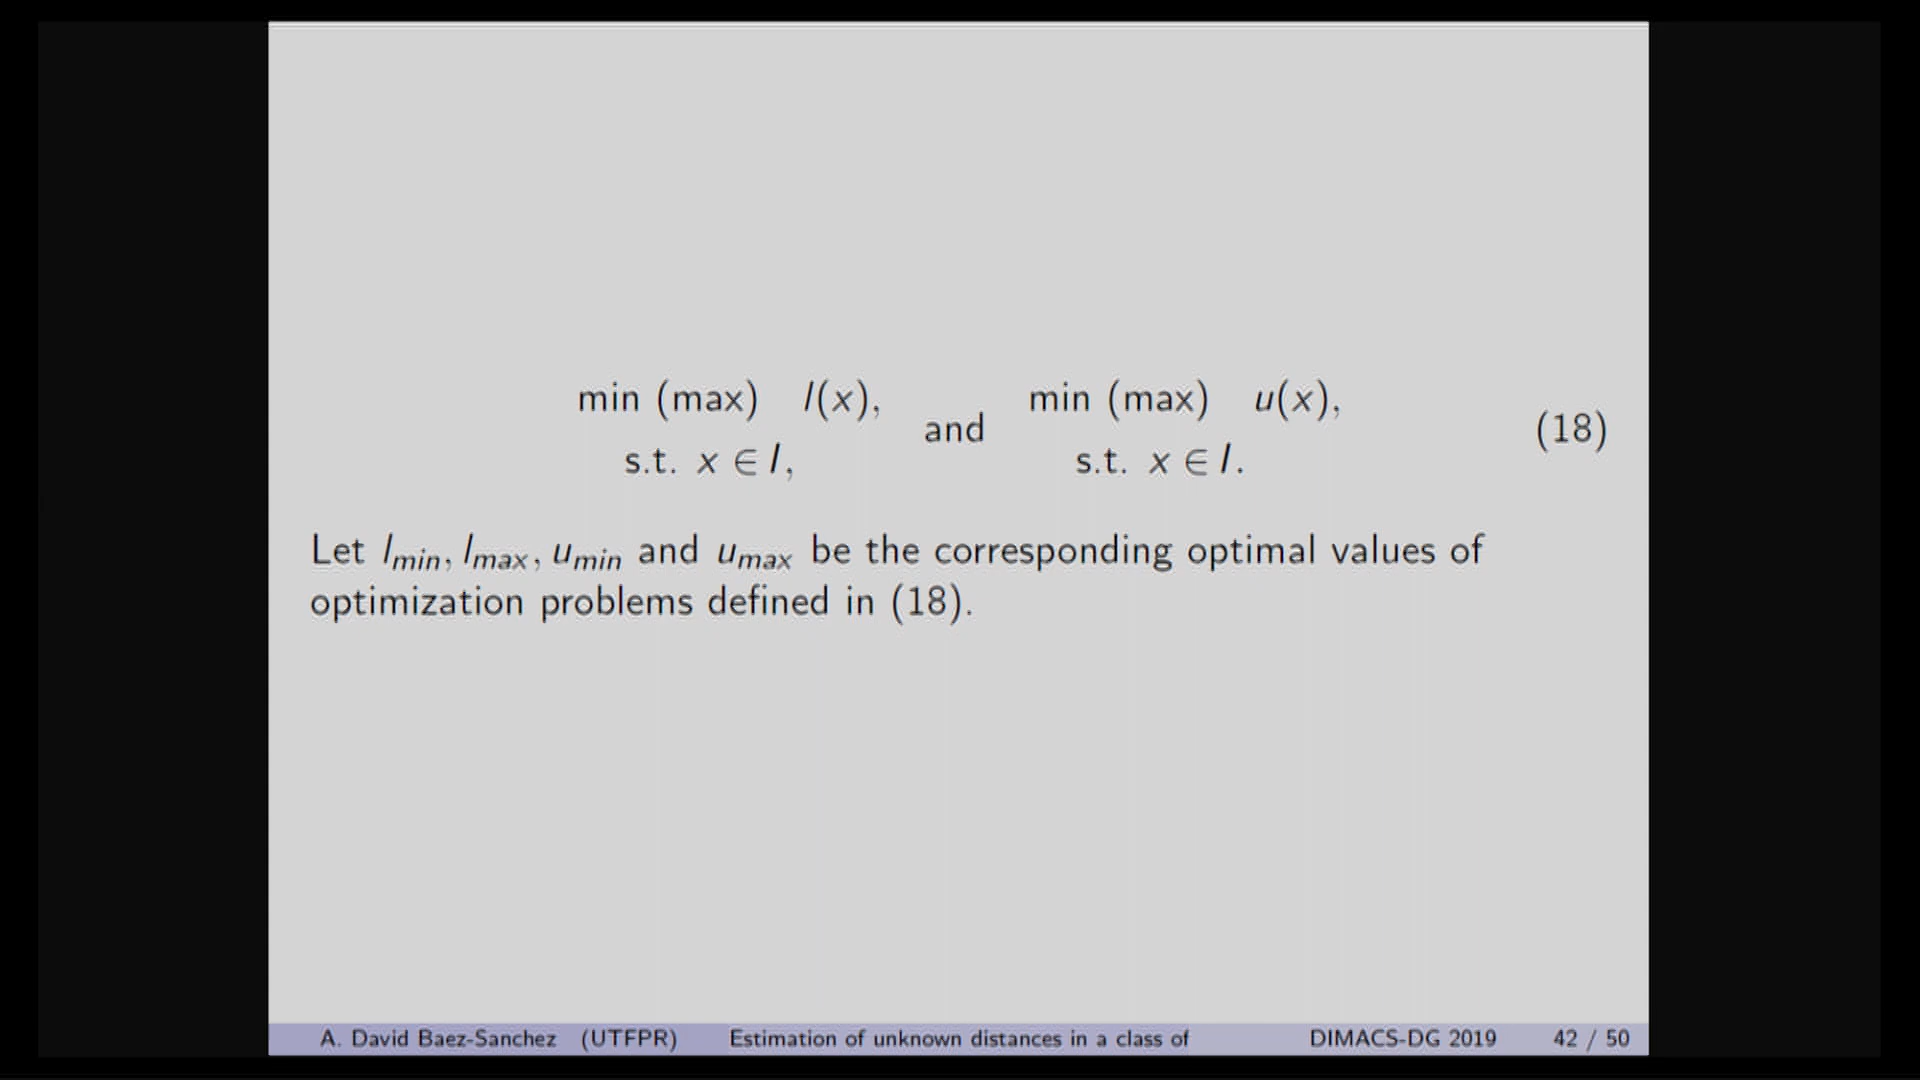 min (max) l(x), and min (max) u(x), (18)
s.t. x ∈ I, s.t. x ∈ I.
Let l_min, l_max, u_min and u_max be the corresponding optimal values of
optimization problems defined in (18).
A. David Baez-Sanchez (UTFPR) Estimation of unknown distances in a class of DIMACS-DG 2019 42 / 50